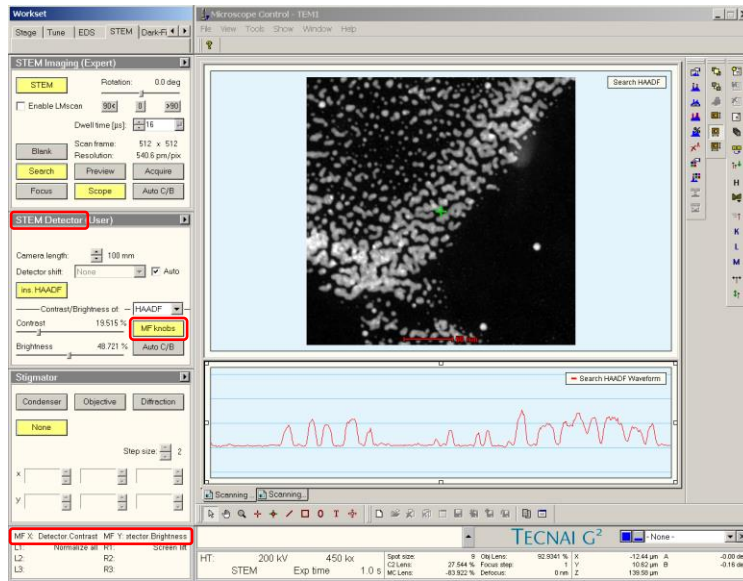 Workset
Microscope Control - TEM1
Stage Tune EDS STEM Dark-Fi
File View Tools Show Window Help
STEM Imaging (Expert)
STEM
Rotation: 0.0 deg
Enable LMscan 90< 0 >90
Dwell time [µs]: 16
Scan frame: 512 x 512
Resolution: 540.6 pm/pix
Blank
Search Preview Acquire
Focus Scope Auto C/B
Search HAADF
STEM Detector (User)
Camera length: 100 mm
Detector shift: None Auto
Ins. HAADF
Contrast/Brightness of: HAADF
Contrast 19.515 % MF knobs
Brightness 48.721 % Auto C/B
Search HAADF Waveform
Stigmator
Condenser Objective Diffraction
None
Step size: 2
x
y
Scanning... Scanning...
H
K
L
M
MF X: Detector Contrast MF Y: etector Brightness
L1: Normalize all R1: Screen lift
L2: R2:
L3: R3:
TECNAI G²
- None -
HT: 200 kV 450 kx
STEM Exp time 1.0 s
Spot size: 9 Obj Lens: 92.9341 % X -12.44 µm A -0.00 de
C2 Lens: 27.544 % Focus step: 1 Y 10.62 µm B -0.16 de
MC Lens: -83.922 % Defocus: 0 nm Z 139.58 µm